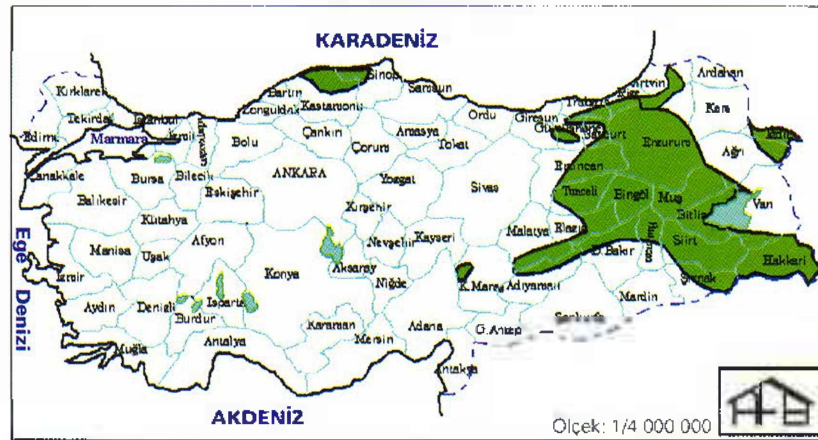 KARADENİZ
Sinop
Artvin
Ardahan
Kırklareli
Bartın
Samsun
Rize
Zonguldak
Kastamonu
Trabzon
Kars
Tekirdağ
İstanbul
Ordu
Giresun
Edirne
Marmara
İzmit
Bolu
Çankırı
Çorum
Amasya
Tokat
Erzurum
Ağrı
Çanakkale
Bursa
Bilecik
ANKARA
Erzincan
Balıkesir
Eskişehir
Yozgat
Sivas
Tunceli
Bingöl
Muş
Van
Kütahya
Kırşehir
Bitlis
Ege Denizi
Manisa
Uşak
Afyon
Nevşehir
Kayseri
Malatya
Elazığ
Siirt
İzmir
Konya
Aksaray
D.Bakır
Hakkari
Niğde
K.Maraş
Adıyaman
Şırnak
Aydın
Denizli
Isparta
Burdur
Mardin
Karaman
Adana
G.Antep
Muğla
Antalya
Mersin
Antakya
AKDENİZ
Ölçek: 1/4 000 000